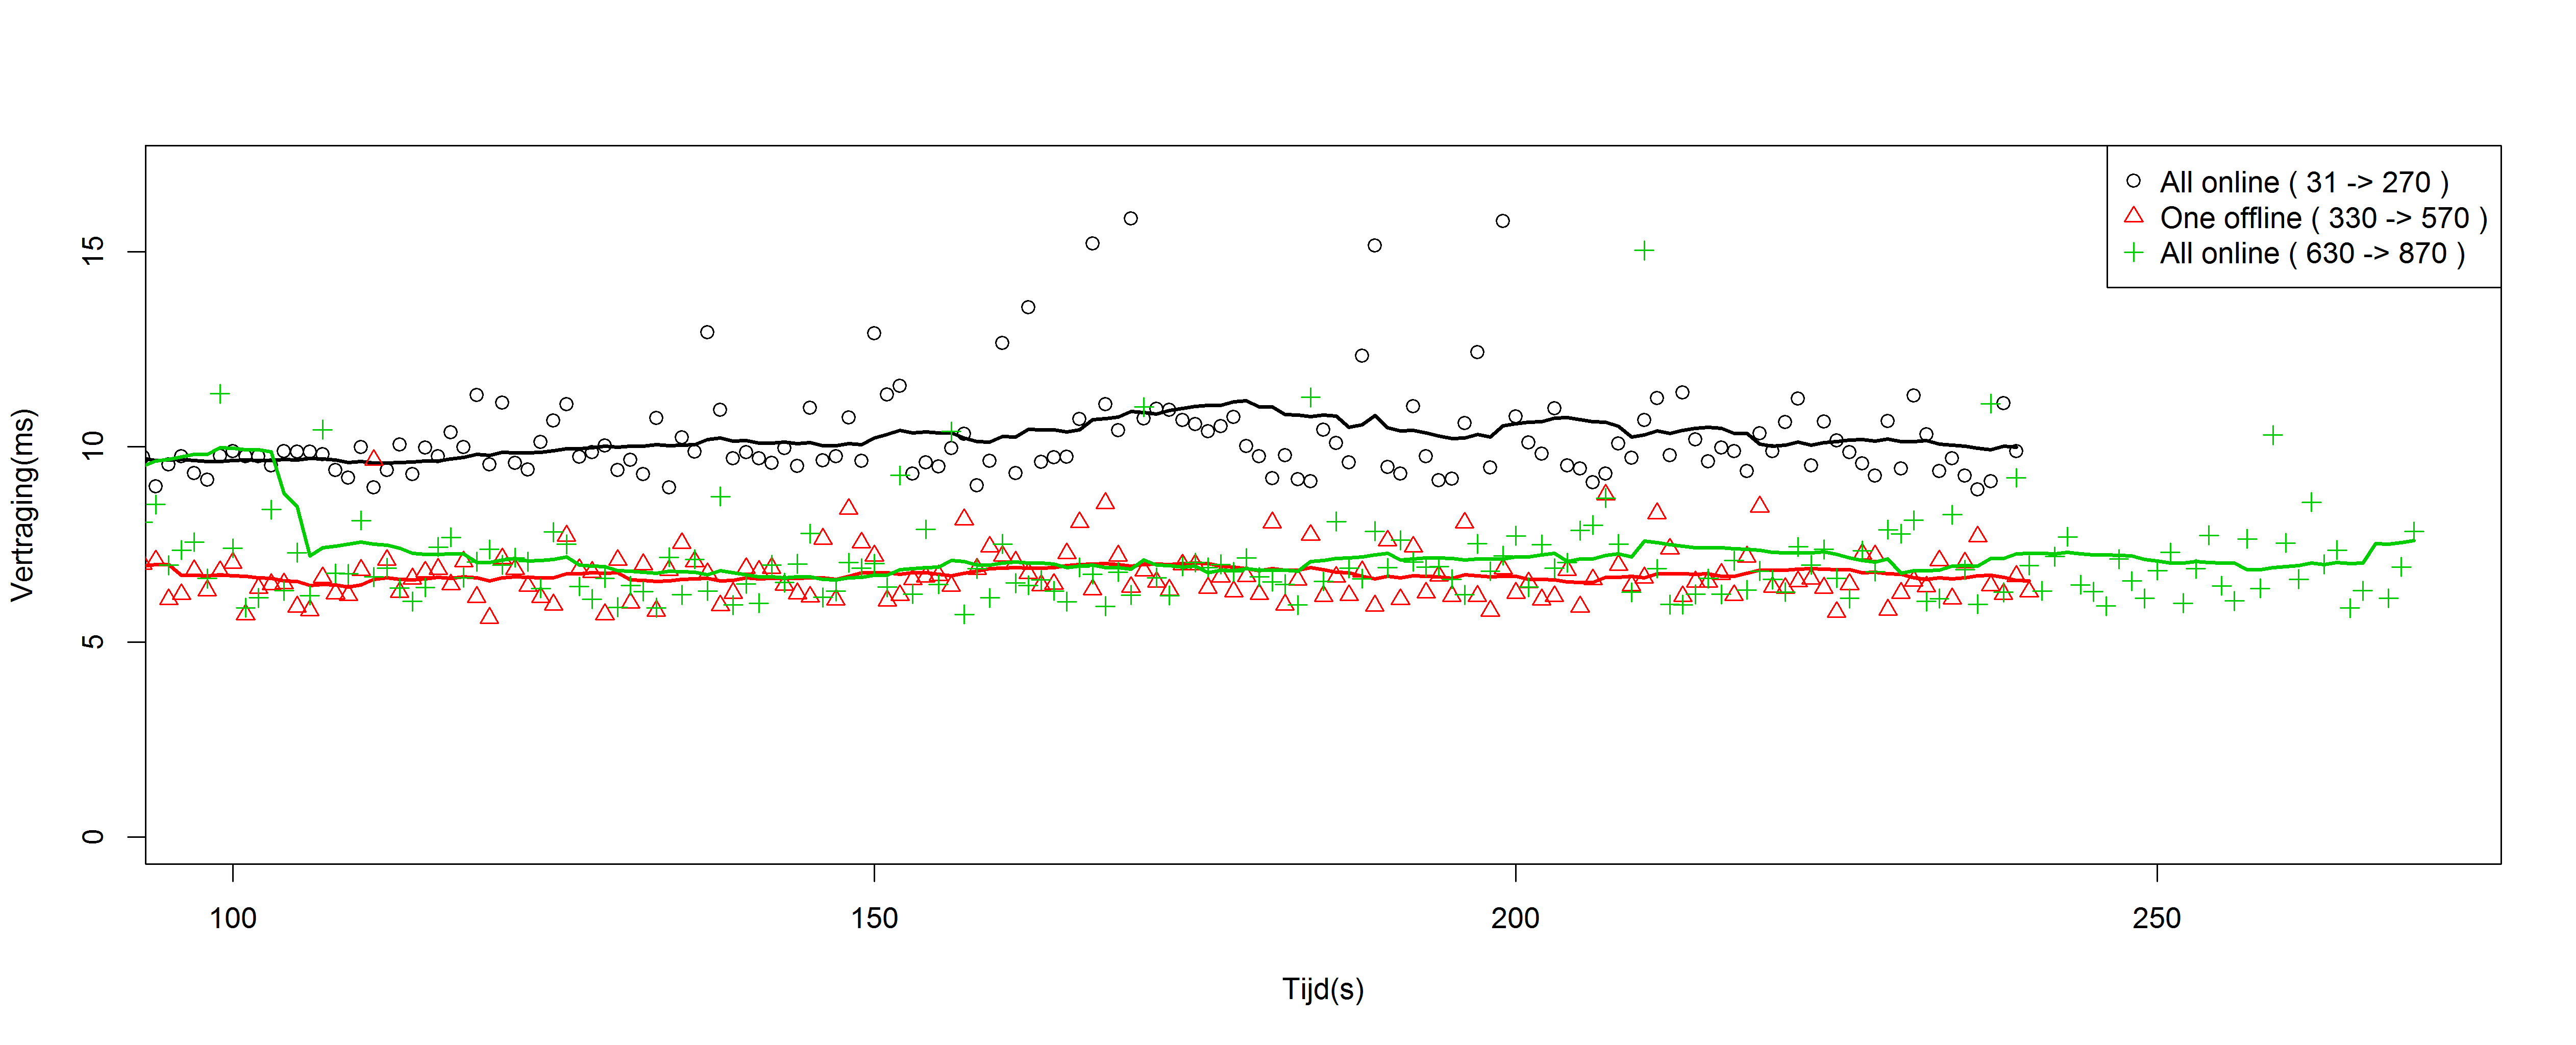 All online ( 31 -> 270 )
One offline ( 330 -> 570 )
All online ( 630 -> 870 )
Vertraging(ms)
15
10
5
0
100
150
200
250
Tijd(s)